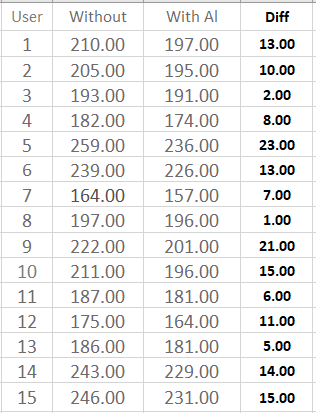 User Without With Al Diff
1 210.00 197.00 13.00
2 205.00 195.00 10.00
3 193.00 191.00 2.00
4 182.00 174.00 8.00
5 259.00 236.00 23.00
6 239.00 226.00 13.00
7 164.00 157.00 7.00
8 197.00 196.00 1.00
9 222.00 201.00 21.00
10 211.00 196.00 15.00
11 187.00 181.00 6.00
12 175.00 164.00 11.00
13 186.00 181.00 5.00
14 243.00 229.00 14.00
15 246.00 231.00 15.00